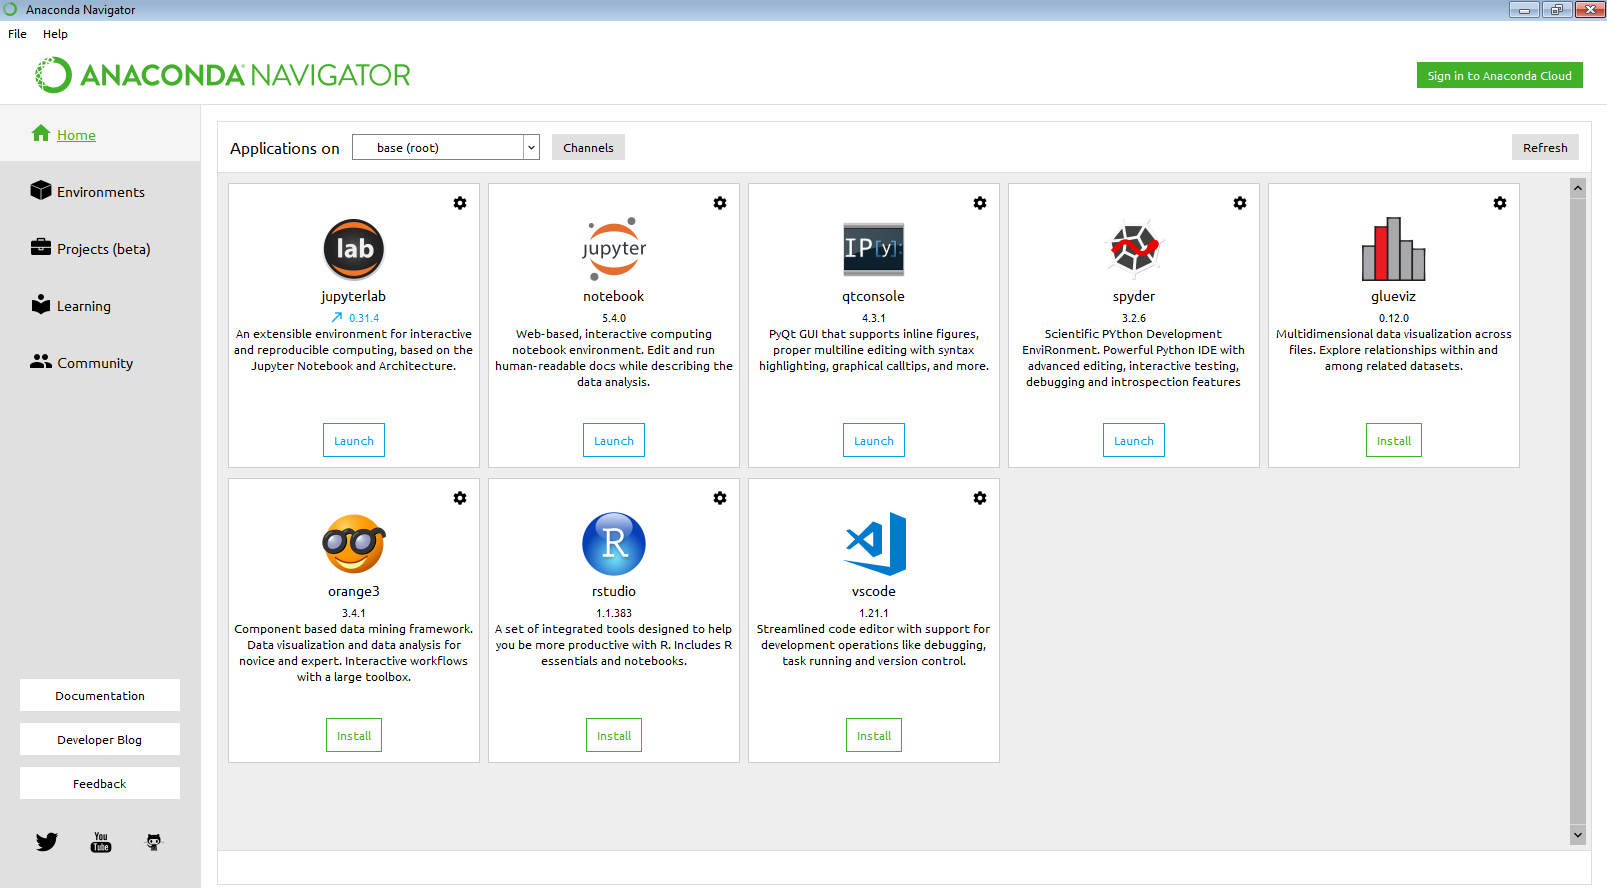 Anaconda Navigator
File Help
ANACONDA NAVIGATOR
Sign in to Anaconda Cloud
Home
Environments
Projects (beta)
Learning
Community
Documentation
Developer Blog
Feedback
You
Tube
Applications on base (root) Channels Refresh
lab
jupyterlab
0.31.4
An extensible environment for interactive
and reproducible computing, based on the
Jupyter Notebook and Architecture.
Launch
jupyter
notebook
5.4.0
Web-based, interactive computing
notebook environment. Edit and run
human-readable docs while describing the
data analysis.
Launch
IP[y]:
qtconsole
4.3.1
PyQt GUI that supports inline figures,
proper multiline editing with syntax
highlighting, graphical calltips, and more.
Launch
spyder
3.2.6
Scientific PYthon Development
EnviRonment. Powerful Python IDE with
advanced editing, interactive testing,
debugging and introspection features
Launch
glueviz
0.12.0
Multidimensional data visualization across
files. Explore relationships within and
among related datasets.
Install
orange3
3.4.1
Component based data mining framework.
Data visualization and data analysis for
novice and expert. Interactive workflows
with a large toolbox.
Install
R
rstudio
1.1.383
A set of integrated tools designed to help
you be more productive with R. Includes R
essentials and notebooks.
Install
vscode
1.21.1
Streamlined code editor with support for
development operations like debugging,
task running and version control.
Install